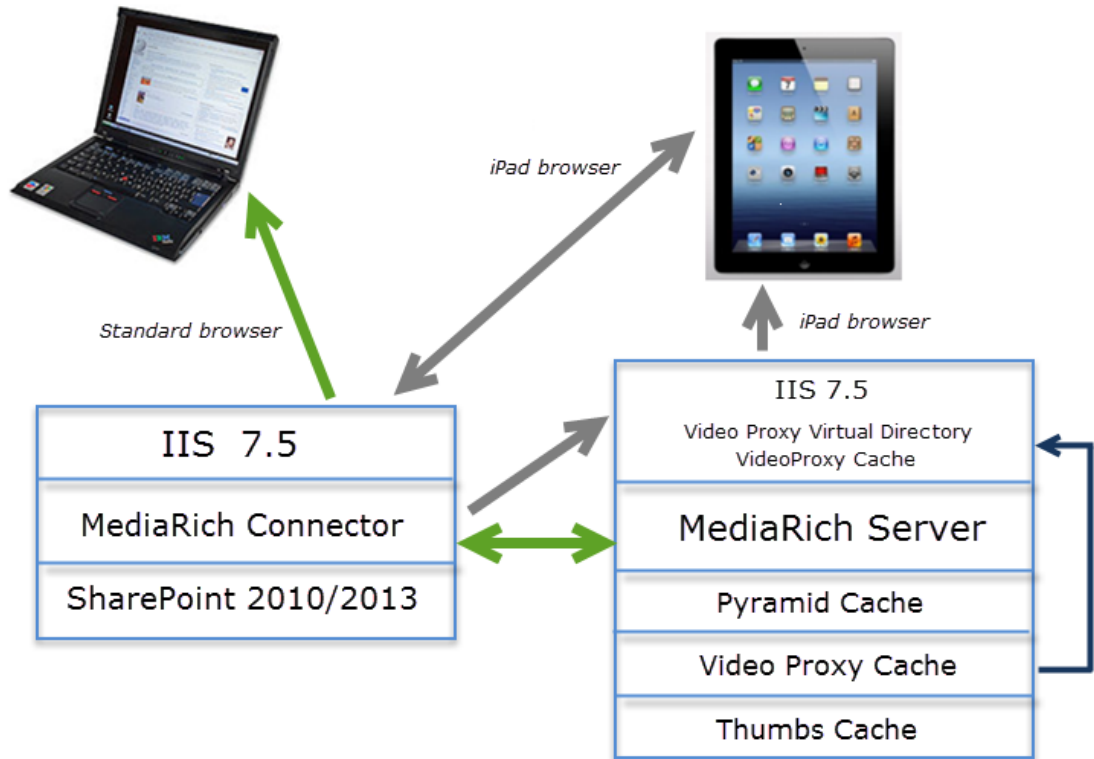 iPad browser
Standard browser
iPad browser
IIS 7.5
MediaRich Connector
SharePoint 2010/2013
IIS 7.5
Video Proxy Virtual Directory
VideoProxy Cache
MediaRich Server
Pyramid Cache
Video Proxy Cache
Thumbs Cache